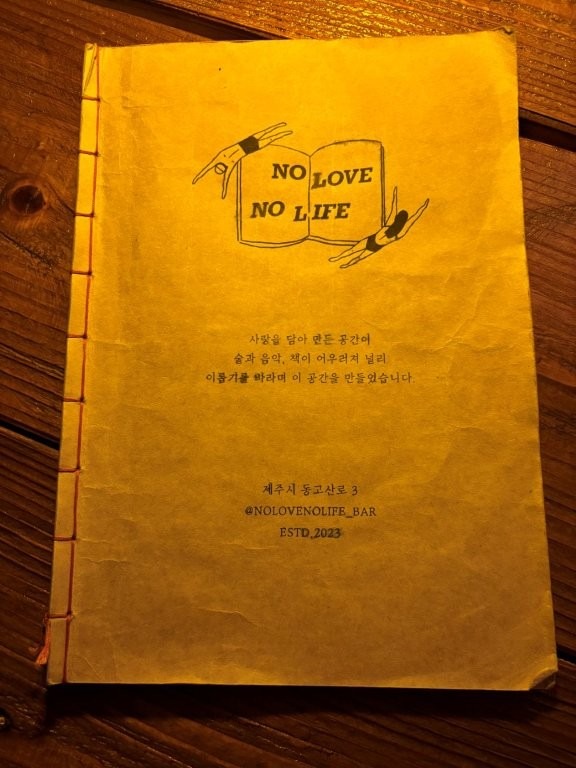 NO LOVE
NO LIFE
사랑을 담아 만든 공간에
술과 음악, 책이 어우러져 널리
이롭기를 바라며 이 공간을 만들었습니다.
제주시 동고산로 3
@NOLOVENOLIFE_BAR
ESTD_2023